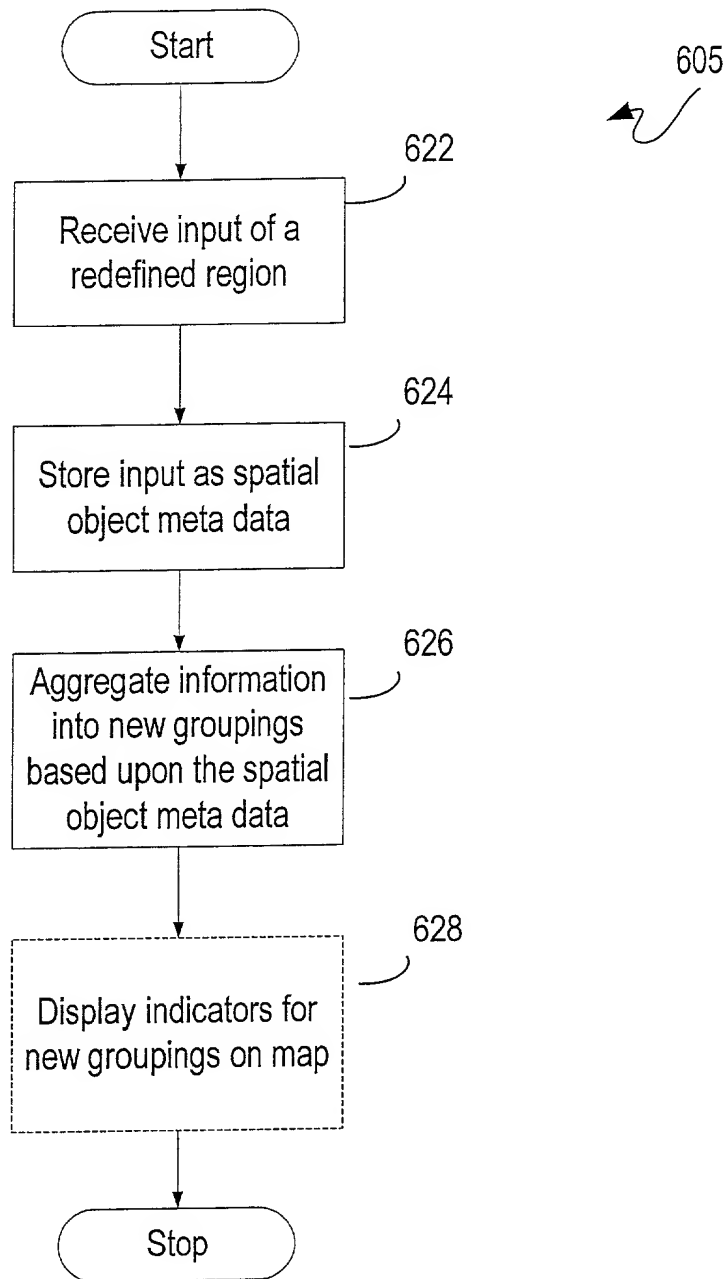 Start
605
622
Receive input of a
redefined region
624
Store input as spatial
object meta data
626
Aggregate information
into new groupings
based upon the spatial
object meta data
628
Display indicators for
new groupings on map
Stop